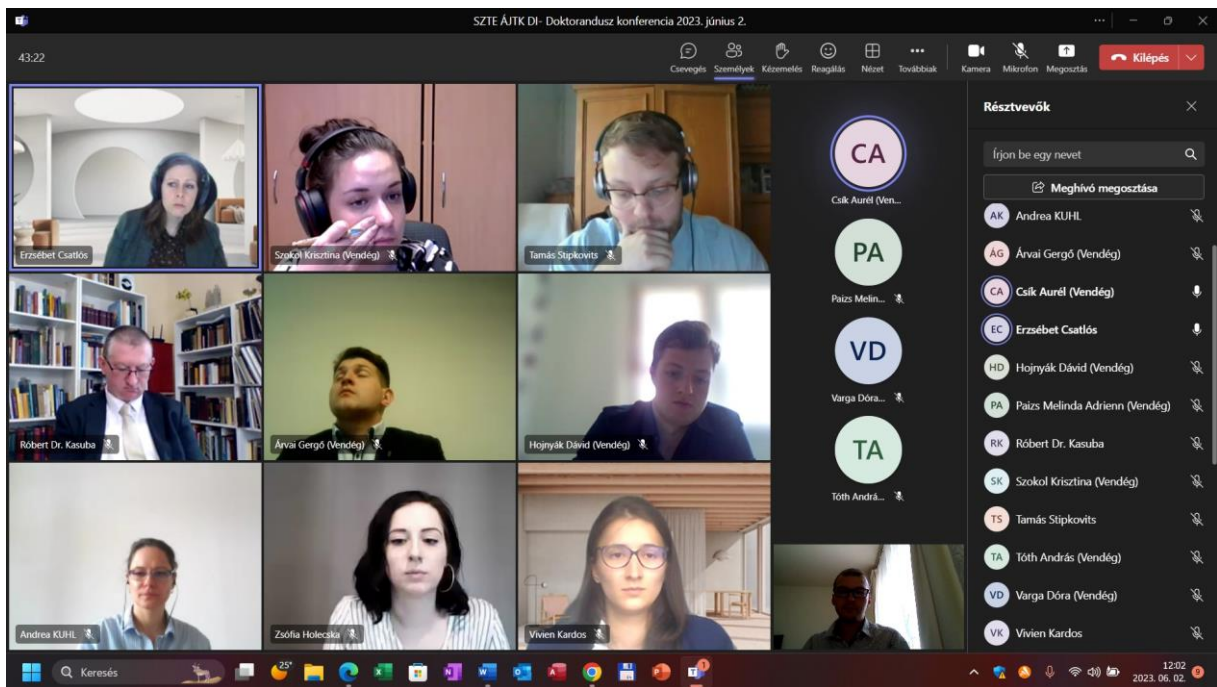 SZTE ÁJTK DI- Doktorandusz konferencia 2023. június 2.
43:22
Csevegés Személyek Kézemelés Reagálás Nézet Továbbiak Kamera Mikrofon Megosztás Kilépés
Erzsébet Csatlós
Szokol Krisztina (Vendég)
Tamás Stipkovits
Róbert Dr. Kasuba
Árvai Gergő (Vendég)
Hojnyák Dávid (Vendég)
Andrea KUHL
Zsófia Holecska
Vivien Kardos
CA
Csík Aurél (Ven...
PA
Paizs Melin...
VD
Varga Dóra...
TA
Tóth Andrá...
Résztvevők
Írjon be egy nevet
Meghívó megosztása
AK Andrea KUHL
ÁG Árvai Gergő (Vendég)
CA Csík Aurél (Vendég)
EC Erzsébet Csatlós
HD Hojnyák Dávid (Vendég)
PA Paizs Melinda Adrienn (Vendég)
RK Róbert Dr. Kasuba
SK Szokol Krisztina (Vendég)
TS Tamás Stipkovits
TA Tóth András (Vendég)
VD Varga Dóra (Vendég)
VK Vivien Kardos
Keresés
25°
12:02
2023. 06. 02.
9